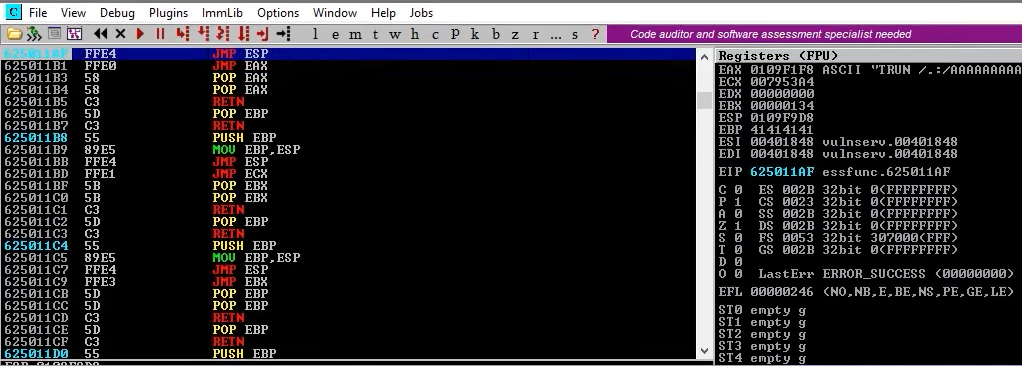 C File View Debug Plugins ImmLib Options Window Help Jobs
l e m t w h c P k b z r ... s ? Code auditor and software assessment specialist needed
625011AF FFE4 JMP ESP
625011B1 FFE0 JMP EAX
625011B3 58 POP EAX
625011B4 58 POP EAX
625011B5 C3 RETN
625011B6 5D POP EBP
625011B7 C3 RETN
625011B8 55 PUSH EBP
625011B9 89E5 MOV EBP,ESP
625011BB FFE4 JMP ESP
625011BD FFE1 JMP ECX
625011BF 5B POP EBX
625011C0 5B POP EBX
625011C1 C3 RETN
625011C2 5D POP EBP
625011C3 C3 RETN
625011C4 55 PUSH EBP
625011C5 89E5 MOV EBP,ESP
625011C7 FFE4 JMP ESP
625011C9 FFE3 JMP EBX
625011CB 5D POP EBP
625011CC 5D POP EBP
625011CD C3 RETN
625011CE 5D POP EBP
625011CF C3 RETN
625011D0 55 PUSH EBP
Registers (FPU)
EAX 0109F1F8 ASCII "TRUN /.:/AAAAAAAAA
ECX 007953A4
EDX 00000000
EBX 00000134
ESP 0109F9D8
EBP 41414141
ESI 00401848 vulnserv.00401848
EDI 00401848 vulnserv.00401848
EIP 625011AF essfunc.625011AF
C 0 ES 002B 32bit 0(FFFFFFFF)
P 1 CS 0023 32bit 0(FFFFFFFF)
A 0 SS 002B 32bit 0(FFFFFFFF)
Z 1 DS 002B 32bit 0(FFFFFFFF)
S 0 FS 0053 32bit 307000(FFF)
T 0 GS 002B 32bit 0(FFFFFFFF)
D 0
O 0 LastErr ERROR_SUCCESS (00000000)
EFL 00000246 (NO,NB,E,BE,NS,PE,GE,LE)
ST0 empty g
ST1 empty g
ST2 empty g
ST3 empty g
ST4 empty g